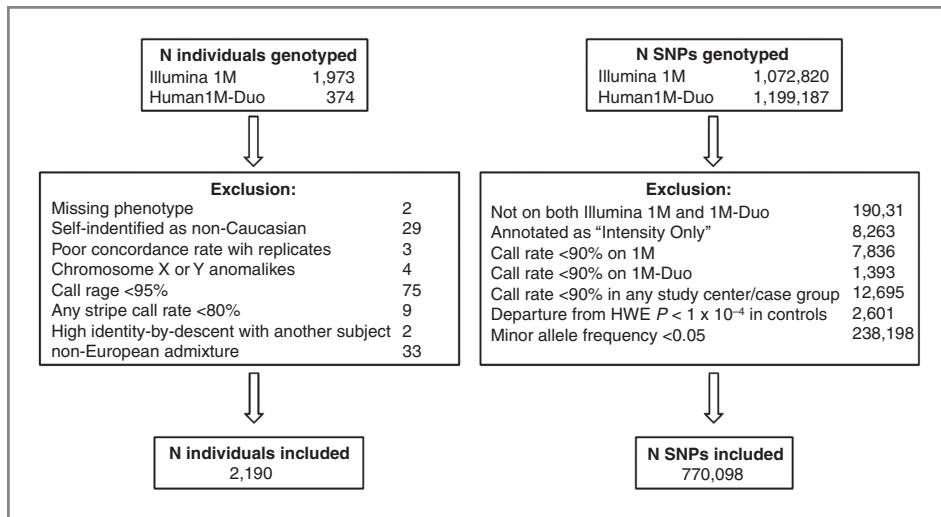 N individuals genotyped
Illumina 1M 1,973
Human1M-Duo 374
Exclusion:
Missing phenotype 2
Self-indentified as non-Caucasian 29
Poor concordance rate wih replicates 3
Chromosome X or Y anomalikes 4
Call rage <95% 75
Any stripe call rate <80% 9
High identity-by-descent with another subject 2
non-European admixture 33
N individuals included
2,190
N SNPs genotyped
Illumina 1M 1,072,820
Human1M-Duo 1,199,187
Exclusion:
Not on both Illumina 1M and 1M-Duo 190,31
Annotated as “Intensity Only” 8,263
Call rate <90% on 1M 7,836
Call rate <90% on 1M-Duo 1,393
Call rate <90% in any study center/case group 12,695
Departure from HWE P < 1 x 10⁻⁴ in controls 2,601
Minor allele frequency <0.05 238,198
N SNPs included
770,098